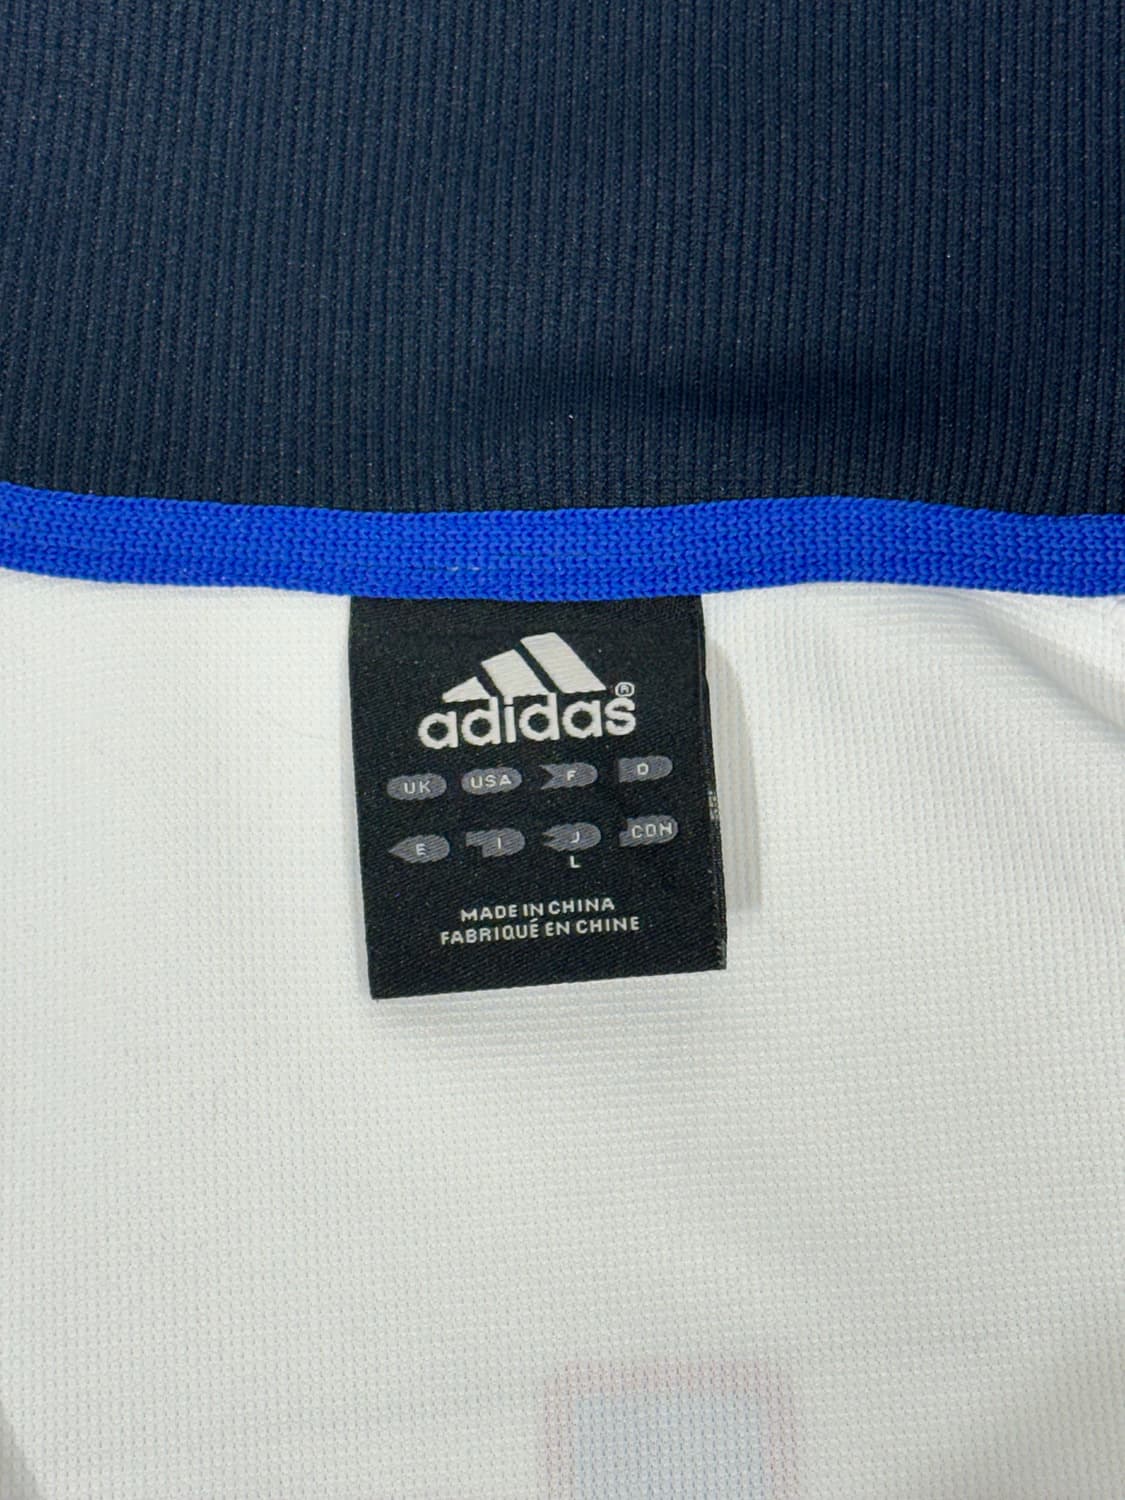 adidas®
UK USA F D
E I J CDN
L
MADE IN CHINA
FABRIQUÉ EN CHINE